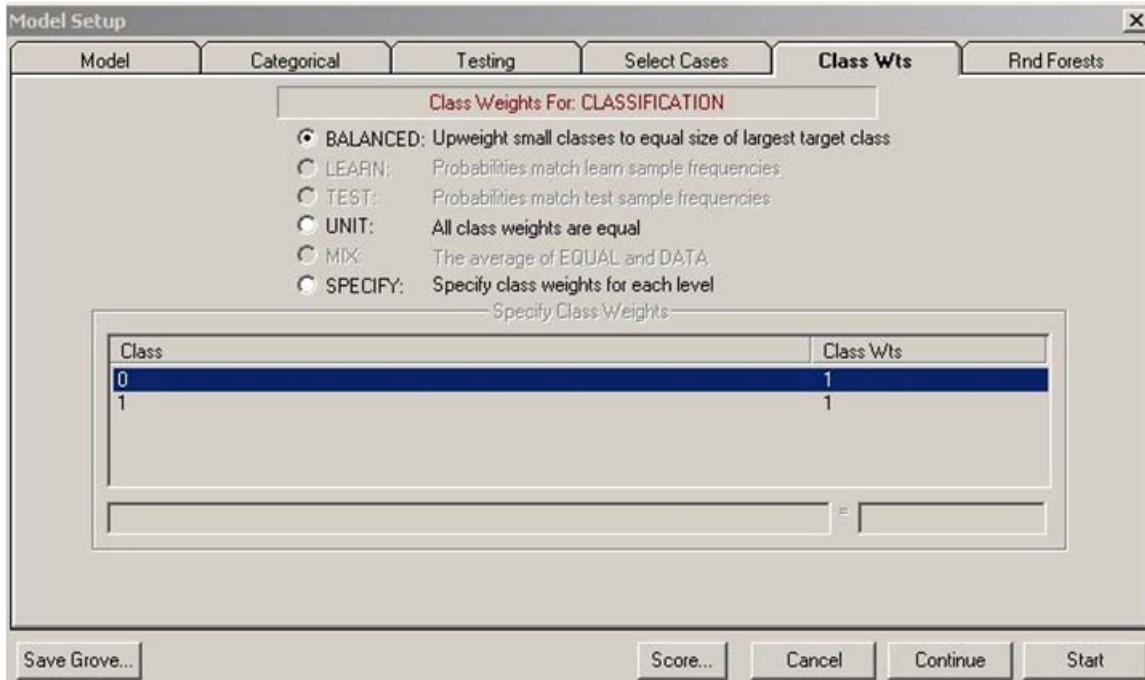 Model Setup
Model Categorical Testing Select Cases Class Wts Rnd Forests
Class Weights For: CLASSIFICATION
BALANCED: Upweight small classes to equal size of largest target class
LEARN: Probabilities match learn sample frequencies
TEST: Probabilities match test sample frequencies
UNIT: All class weights are equal
MIX: The average of EQUAL and DATA
SPECIFY: Specify class weights for each level
Specify Class Weights
Class Class Wts
0 1
1 1
=
Save Grove... Score... Cancel Continue Start